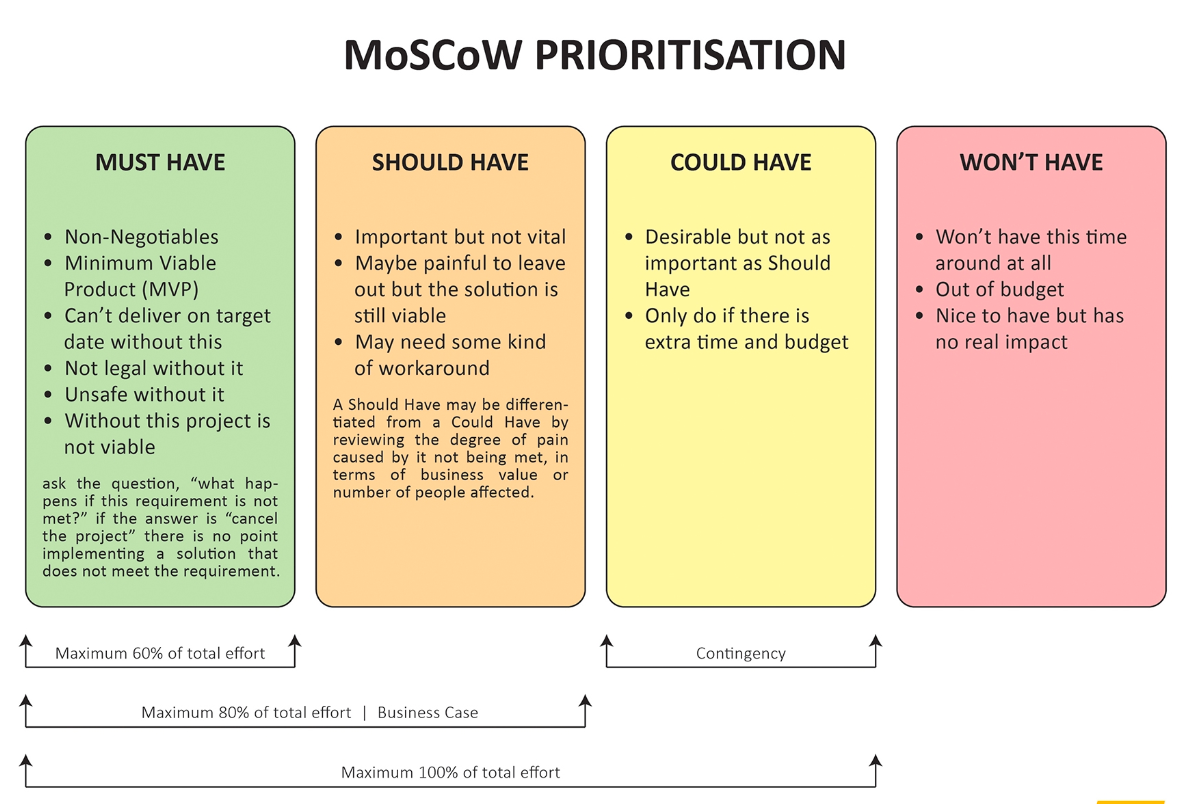 MoSCoW PRIORITISATION
MUST HAVE
• Non-Negotiables
• Minimum Viable
Product (MVP)
• Can't deliver on target
date without this
• Not legal without it
• Unsafe without it
• Without this project is
not viable
ask the question, “what hap-
pens if this requirement is not
met?” if the answer is “cancel
the project” there is no point
implementing a solution that
does not meet the requirement.
SHOULD HAVE
• Important but not vital
• Maybe painful to leave
out but the solution is
still viable
• May need some kind
of workaround
A Should Have may be differen-
tiated from a Could Have by
reviewing the degree of pain
caused by it not being met, in
terms of business value or
number of people affected.
COULD HAVE
• Desirable but not as
important as Should
Have
• Only do if there is
extra time and budget
WON’T HAVE
• Won’t have this time
around at all
• Out of budget
• Nice to have but has
no real impact
Maximum 60% of total effort
Contingency
Maximum 80% of total effort | Business Case
Maximum 100% of total effort